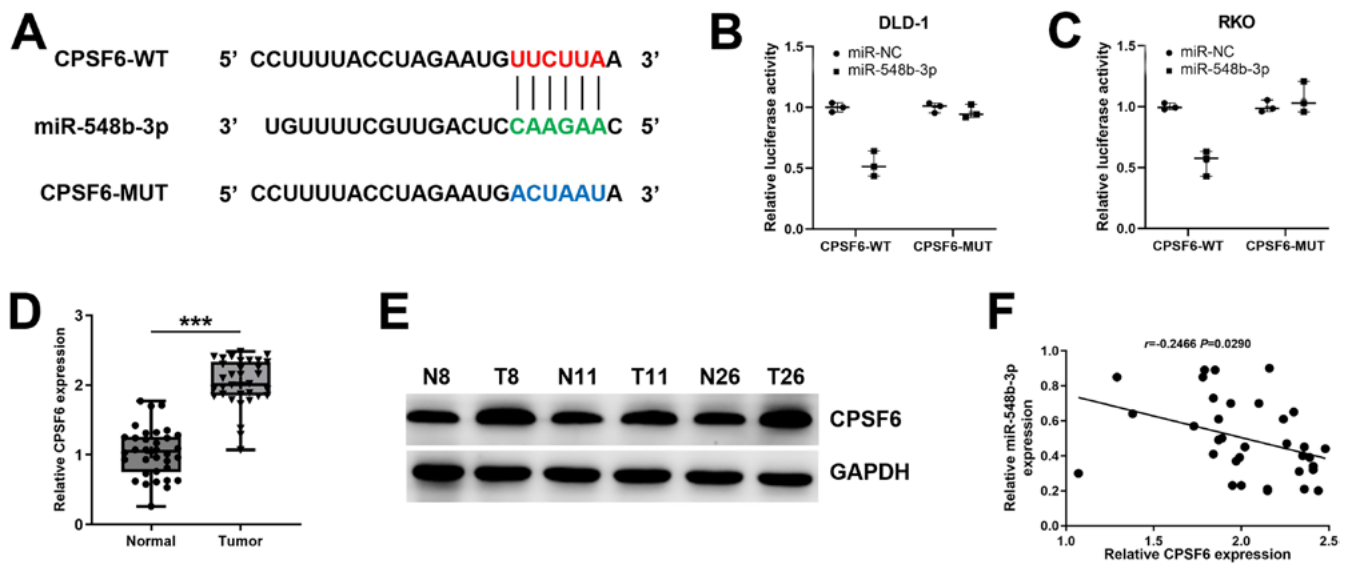 A
CPSF6-WT 5’ CCUUUUACCUAGAAUGUUCUUAA 3’
miR-548b-3p 3’ UGUUUUCGUUGACUCCAAGAAC 5’
CPSF6-MUT 5’ CCUUUUACCUAGAAUGACUAAUA 3’
B
DLD-1
miR-NC
miR-548b-3p
Relative luciferase activity
1.5
1.0
0.5
0.0
CPSF6-WT CPSF6-MUT
C
RKO
miR-NC
miR-548b-3p
Relative luciferase activity
1.5
1.0
0.5
0.0
CPSF6-WT CPSF6-MUT
D
***
Relative CPSF6 expression
3
2
1
0
Normal Tumor
E
N8 T8 N11 T11 N26 T26
CPSF6
GAPDH
F
r=-0.2466 P=0.0290
Relative miR-548b-3p
expression
1.0
0.8
0.6
0.4
0.2
0.0
1.0 1.5 2.0 2.5
Relative CPSF6 expression